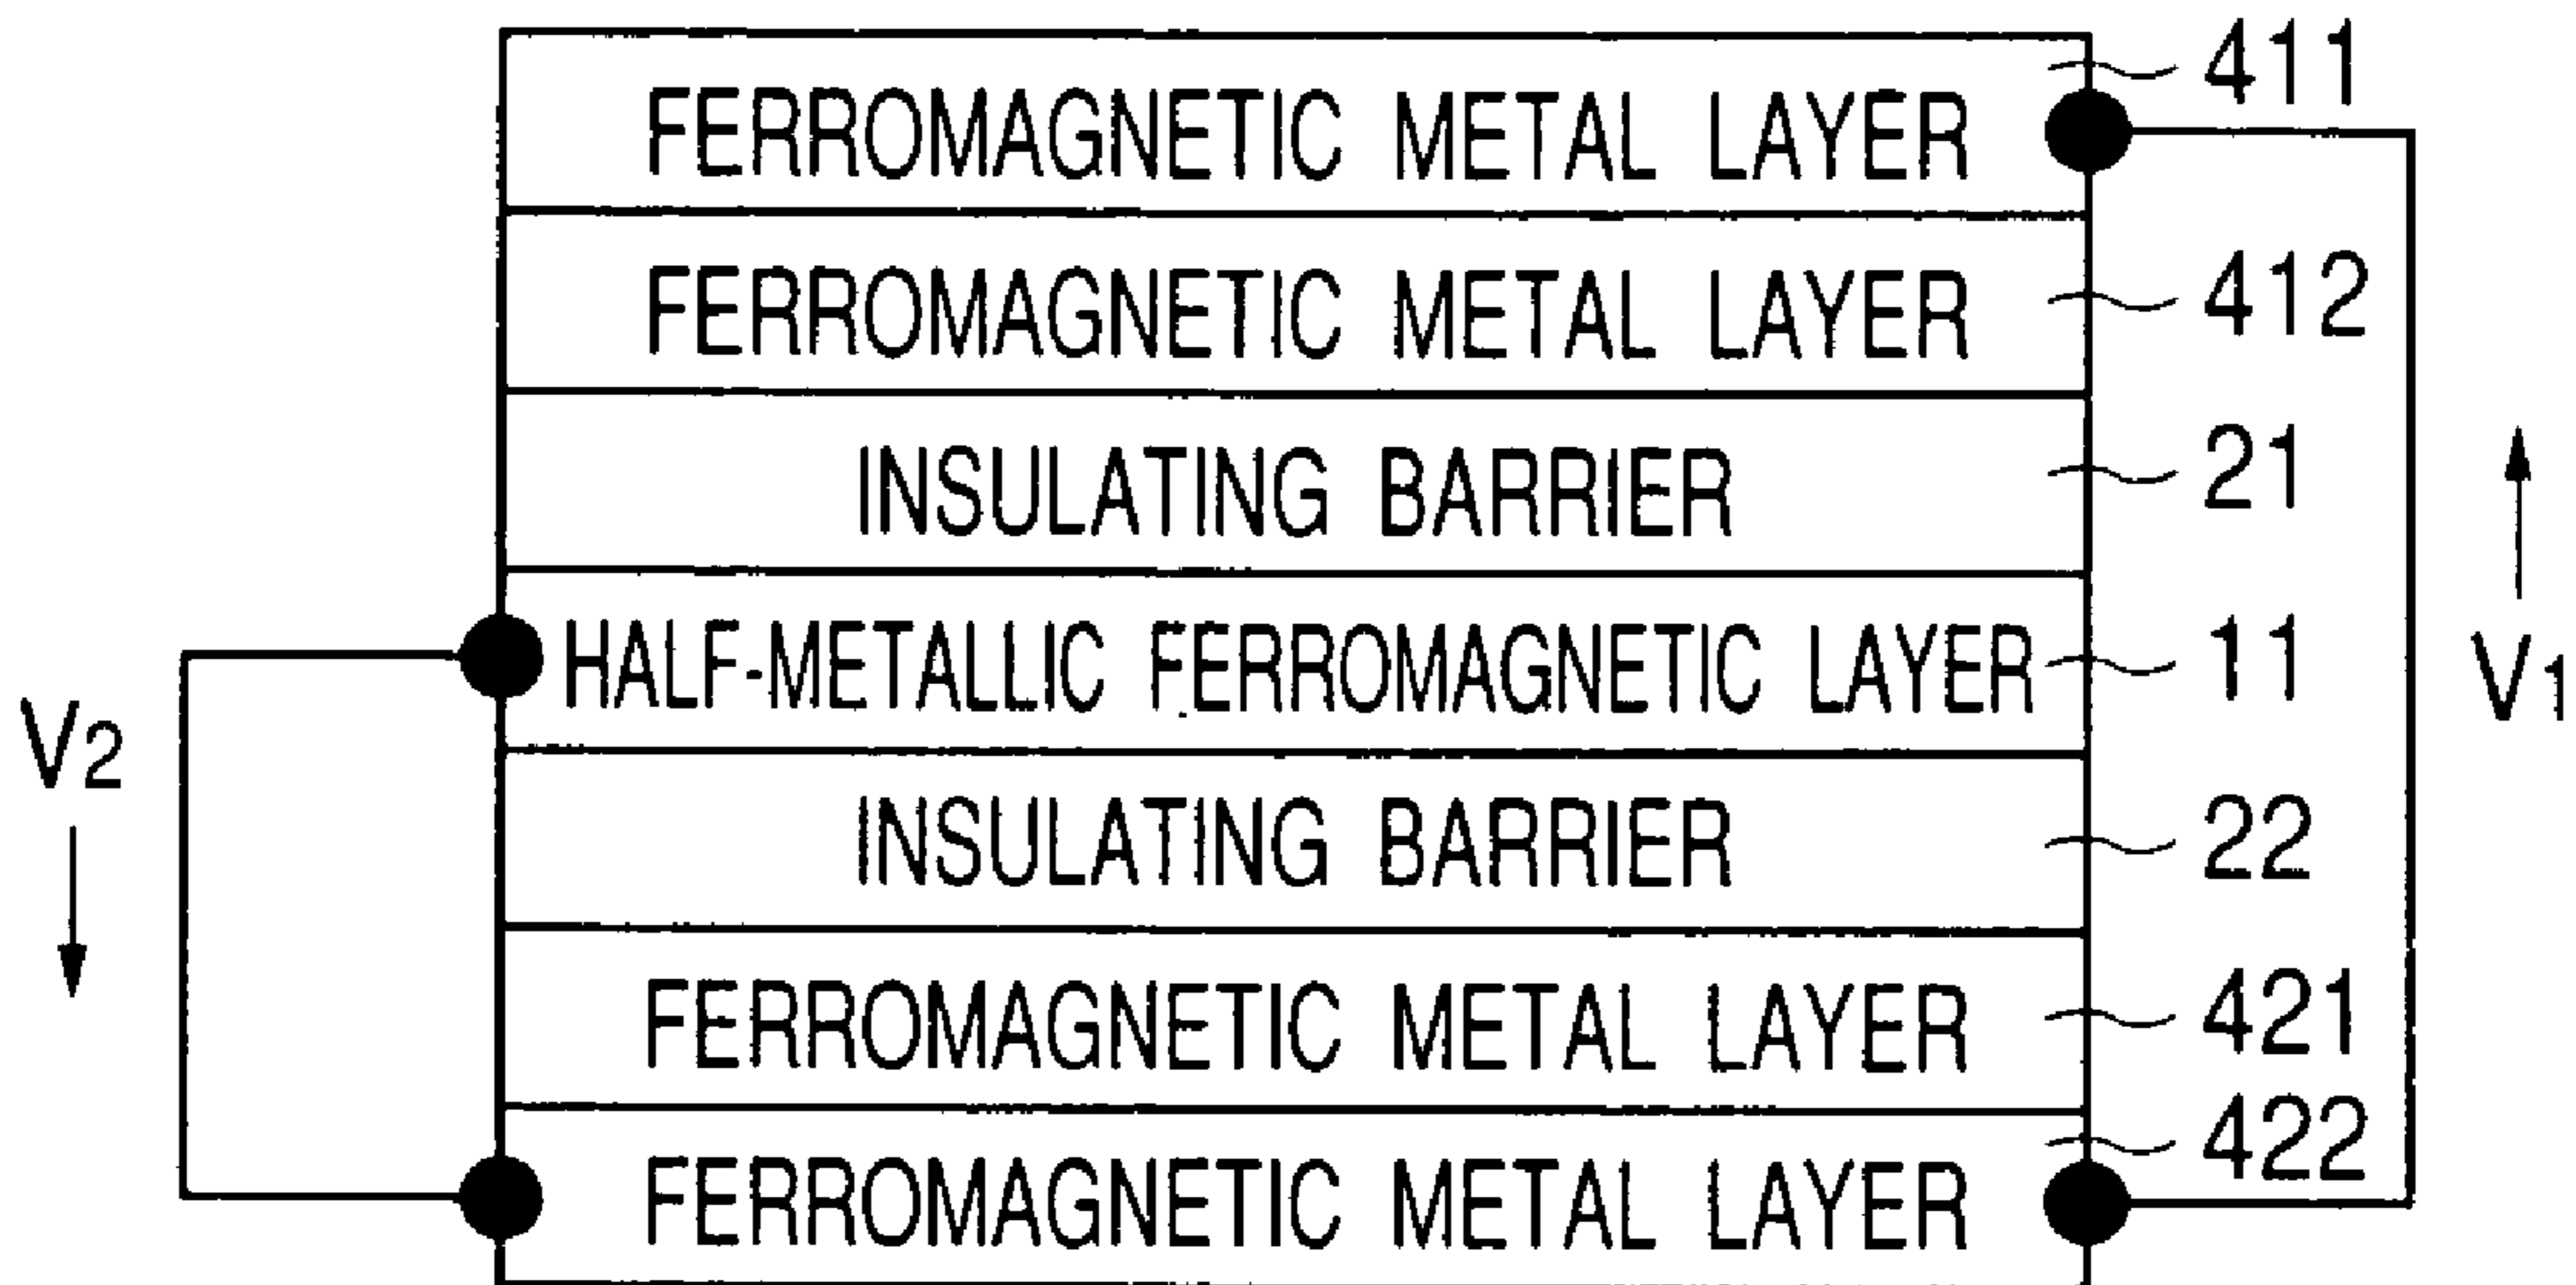 FERROMAGNETIC METAL LAYER 411
FERROMAGNETIC METAL LAYER 412
INSULATING BARRIER 21
HALF-METALLIC FERROMAGNETIC LAYER 11
V1
V2
INSULATING BARRIER 22
FERROMAGNETIC METAL LAYER 421
FERROMAGNETIC METAL LAYER 422